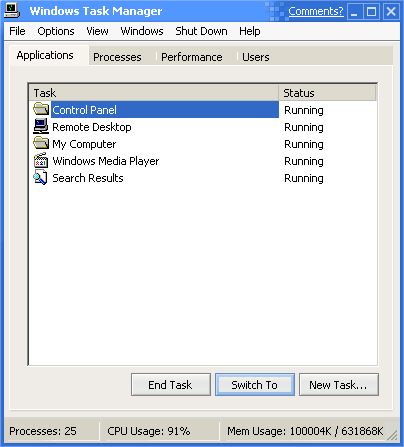 Windows Task Manager Comments?
File Options View Windows Shut Down Help
Applications Processes Performance Users
Task Status
Control Panel Running
Remote Desktop Running
My Computer Running
Windows Media Player Running
Search Results Running
End Task Switch To New Task...
Processes: 25 CPU Usage: 91% Mem Usage: 100004K / 631868K